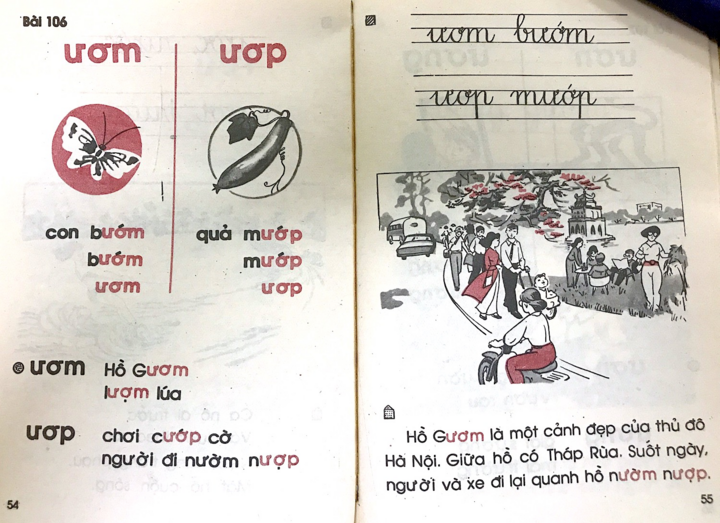 Bài 106
ươm ươp
con bướm quả mướp
bướm mướp
ươm ươp
ươm Hồ Gươm
lượm lúa
ươp chơi cướp cờ
người đi nườm nượp
54
ươm bướm
ươp mướp
Hồ Gươm là một cảnh đẹp của thủ đô
Hà Nội. Giữa hồ có Tháp Rùa. Suốt ngày,
người và xe đi lại quanh hồ nườm nượp.
55